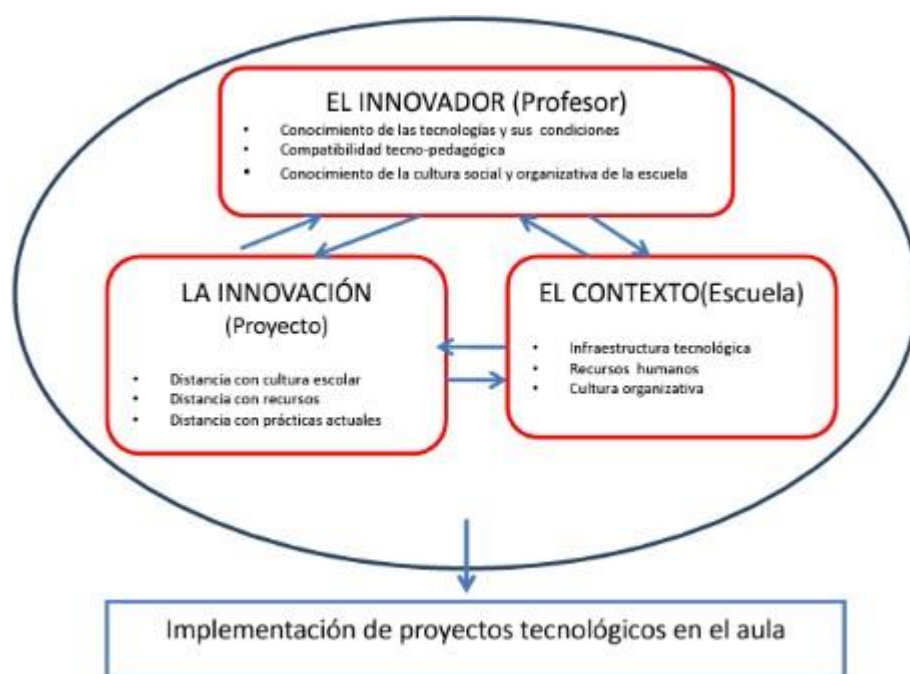 EL INNOVADOR (Profesor)
• Conocimiento de las tecnologías y sus condiciones
• Compatibilidad tecno-pedagógica
• Conocimiento de la cultura social y organizativa de la escuela
LA INNOVACIÓN
(Proyecto)
• Distancia con cultura escolar
• Distancia con recursos
• Distancia con prácticas actuales
EL CONTEXTO(Escuela)
• Infraestructura tecnológica
• Recursos humanos
• Cultura organizativa
Implementación de proyectos tecnológicos en el aula